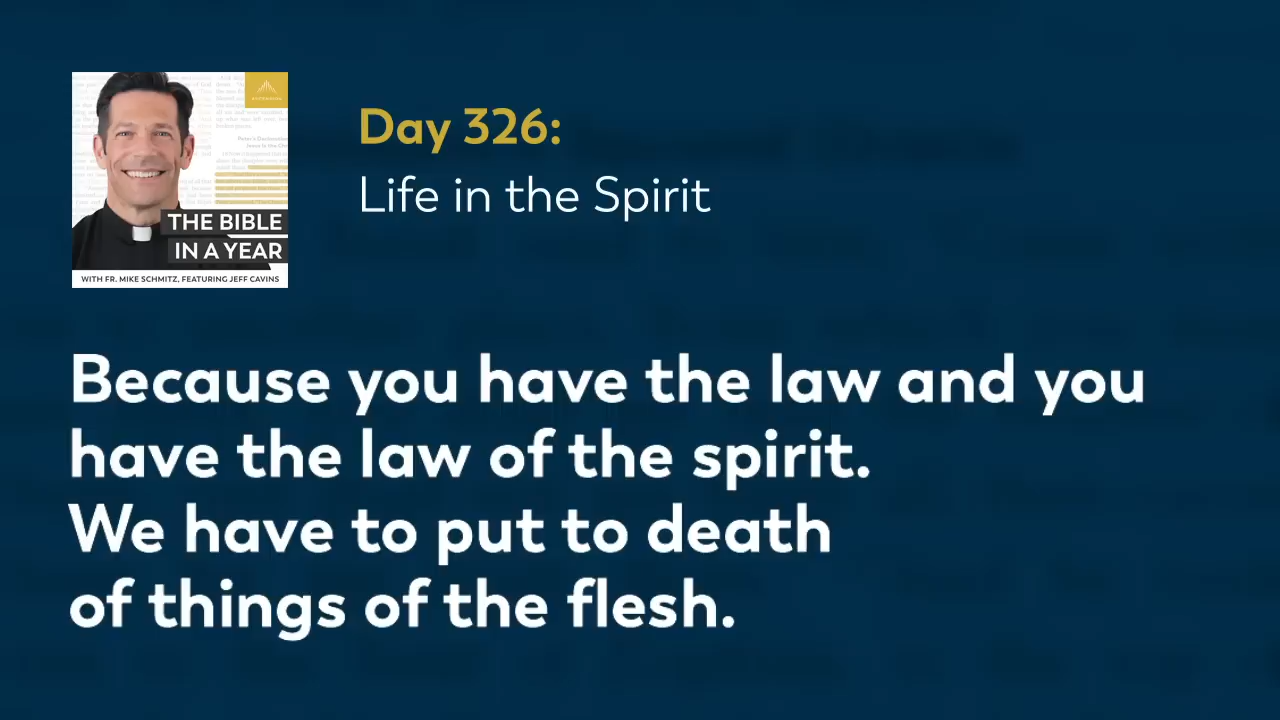 Day 326:
Life in the Spirit
THE BIBLE
IN A YEAR
WITH FR. MIKE SCHMITZ, FEATURING JEFF CAVINS
Because you have the law and you
have the law of the spirit.
We have to put to death
of things of the flesh.